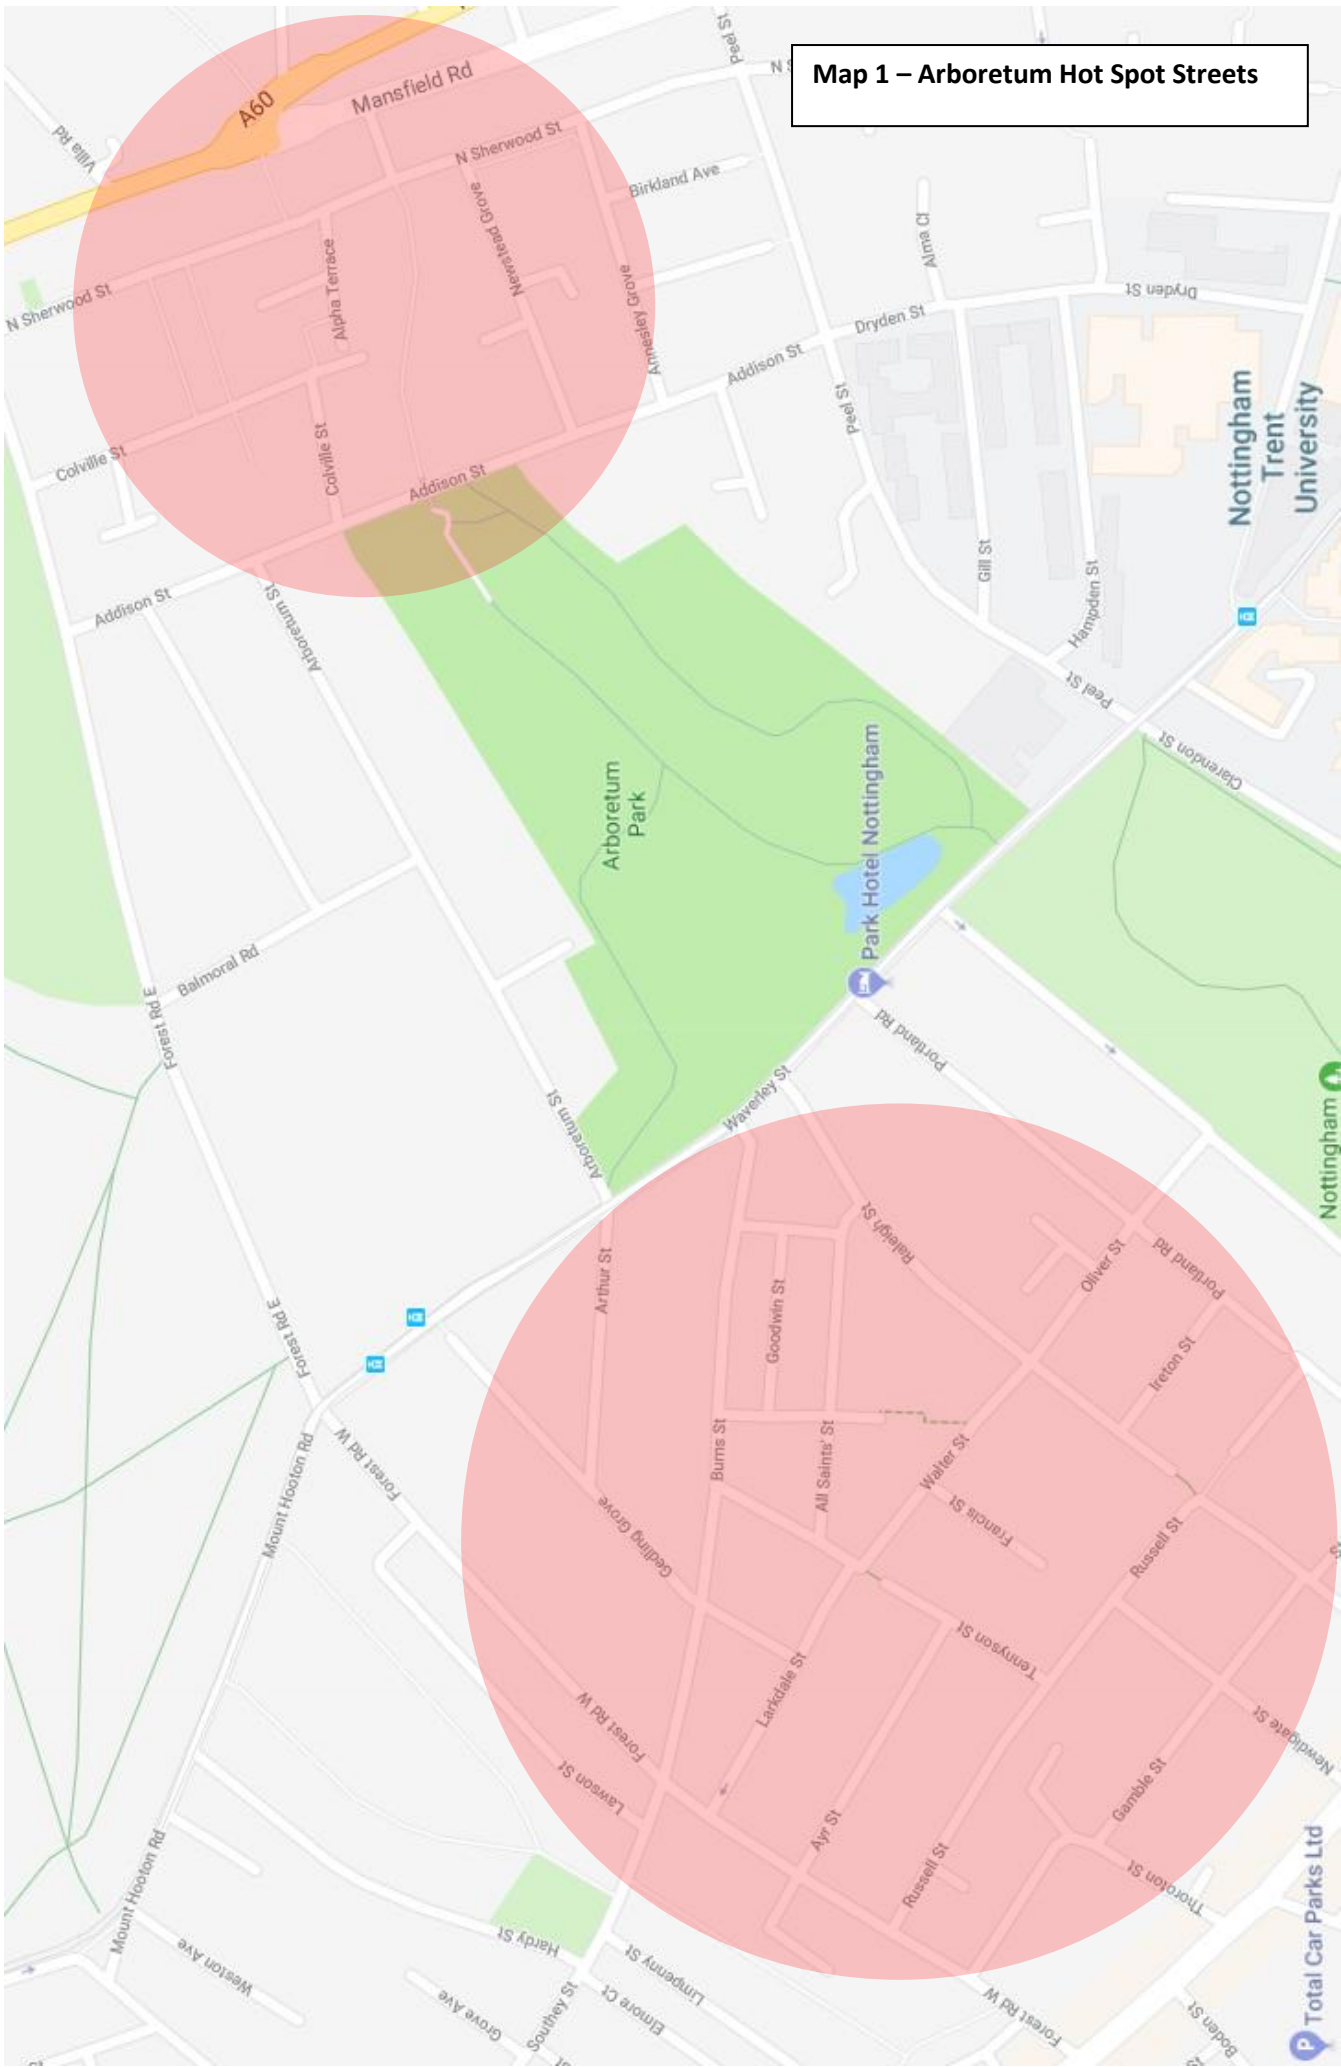 Map 1 – Arboretum Hot Spot Streets
Peel St
N S
A60
Mansfield Rd
Villa Rd
N Sherwood St
Birkland Ave
Newstead Grove
Alpha Terrace
Annesley Grove
N Sherwood St
Alma Cl
Dryden St
Dryden St
Addison St
Peel St
Nottingham
Trent
University
Colville St
Colville St
Addison St
Gill St
Hampden St
Addison St
Arboretum St
Peel St
Clarendon St
Arboretum
Park
Park Hotel Nottingham
Balmoral Rd
Forest Rd E
Portland Rd
Waverley St
Arboretum St
Nottingham
Raleigh St
Oliver St
Portland Rd
Arthur St
Goodwin St
Forest Rd E
Ireton St
Mount Hooton Rd
Forest Rd W
Burns St
All Saints' St
Walter St
Francis St
Gedling Grove
Russell St
Tennyson St
Larkdale St
Forest Rd W
Newdigate St
Lawson St
Gamble St
Ayr St
Russell St
Thoroton St
Mount Hooton Rd
Hardy St
Limpenny St
Weston Ave
Grove Ave
Southey St
Elmore Ct
Forest Rd W
Boden St
P Total Car Parks Ltd